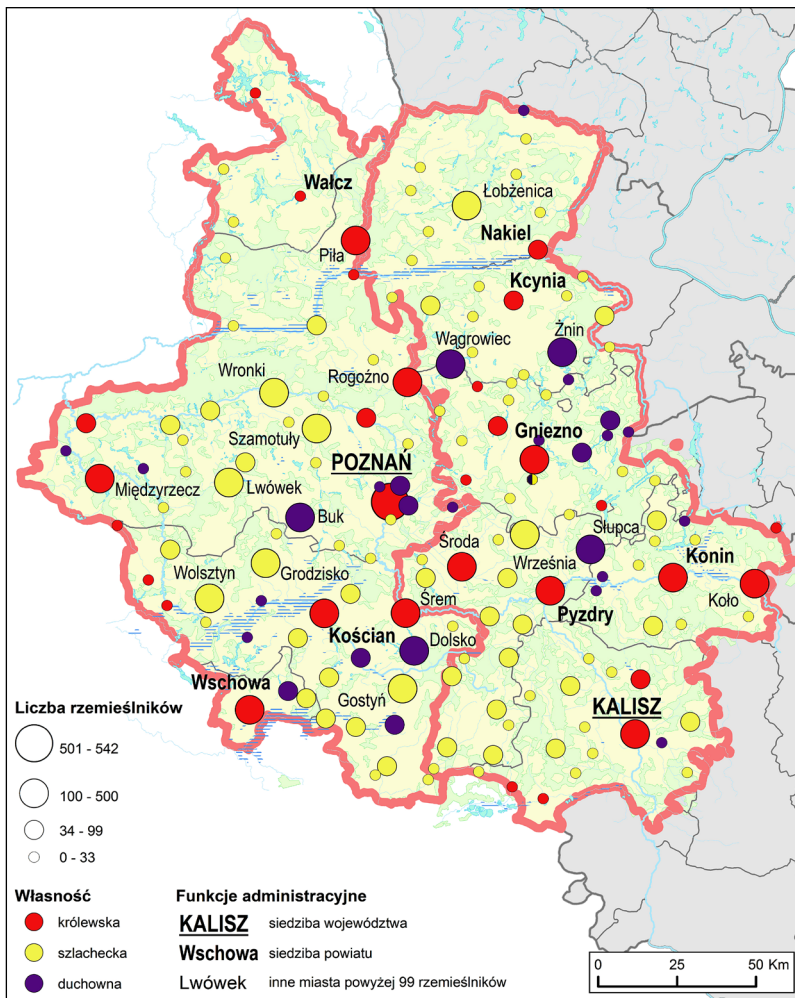 Wałcz
Łobżenica
Nakiel
Piła
Kcynia
Żnin
Wągrowiec
Wronki
Rogoźno
Szamotuły
Gniezno
POZNAŃ
Międzyrzecz
Lwówek
Buk
Słupca
Środa
Września
Konin
Wolsztyn
Grodzisko
Koło
Śrem
Pyzdry
Kościan
Dolsko
Wschowa
Gostyń
KALISZ
Liczba rzemieślników
501 - 542
100 - 500
34 - 99
0 - 33
Własność
królewska
szlachecka
duchowna
Funkcje administracyjne
KALISZ siedziba województwa
Wschowa siedziba powiatu
Lwówek inne miasta powyżej 99 rzemieślników
0 25 50 Km